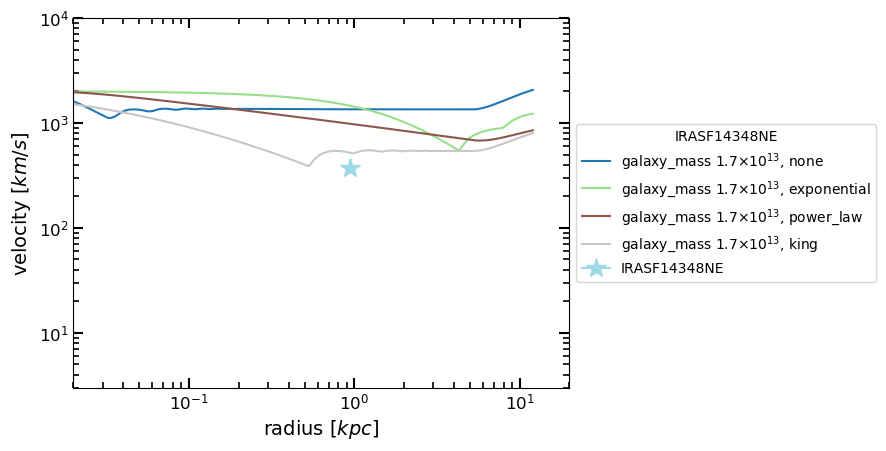 10⁴
10³
10²
10¹
velocity [km/s]
10⁻¹
10⁰
10¹
radius [kpc]
IRASF14348NE
galaxy_mass 1.7×10¹³, none
galaxy_mass 1.7×10¹³, exponential
galaxy_mass 1.7×10¹³, power_law
galaxy_mass 1.7×10¹³, king
IRASF14348NE